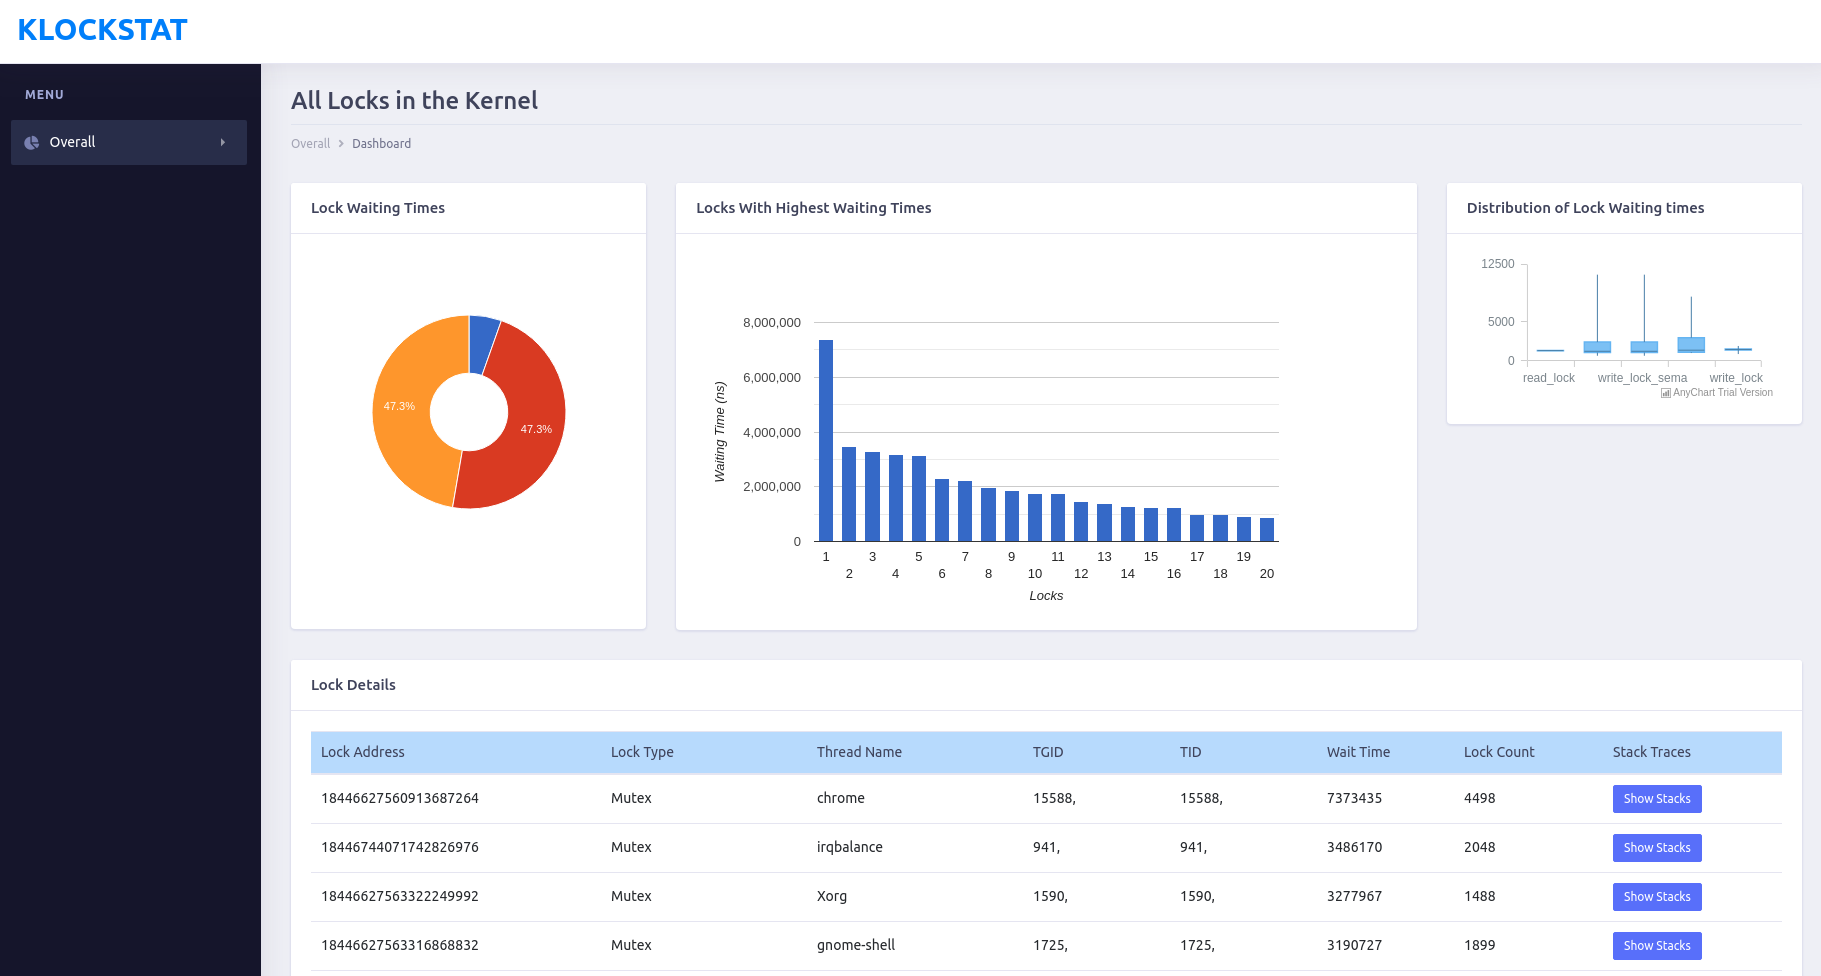 KLOCKSTAT
MENU
Overall
All Locks in the Kernel
Overall Dashboard
Lock Waiting Times
47.3%
47.3%
Locks With Highest Waiting Times
8,000,000
6,000,000
4,000,000
2,000,000
0
Waiting Time (ns)
1 3 5 7 9 11 13 15 17 19
2 4 6 8 10 12 14 16 18 20
Locks
Distribution of Lock Waiting times
12500
5000
0
read_lock write_lock_sema write_lock
AnyChart Trial Version
Lock Details
Lock Address Lock Type Thread Name TGID TID Wait Time Lock Count Stack Traces
18446627560913687264 Mutex chrome 15588, 15588, 7373435 4498 Show Stacks
18446744071742826976 Mutex irqbalance 941, 941, 3486170 2048 Show Stacks
18446627563322249992 Mutex Xorg 1590, 1590, 3277967 1488 Show Stacks
18446627563316868832 Mutex gnome-shell 1725, 1725, 3190727 1899 Show Stacks